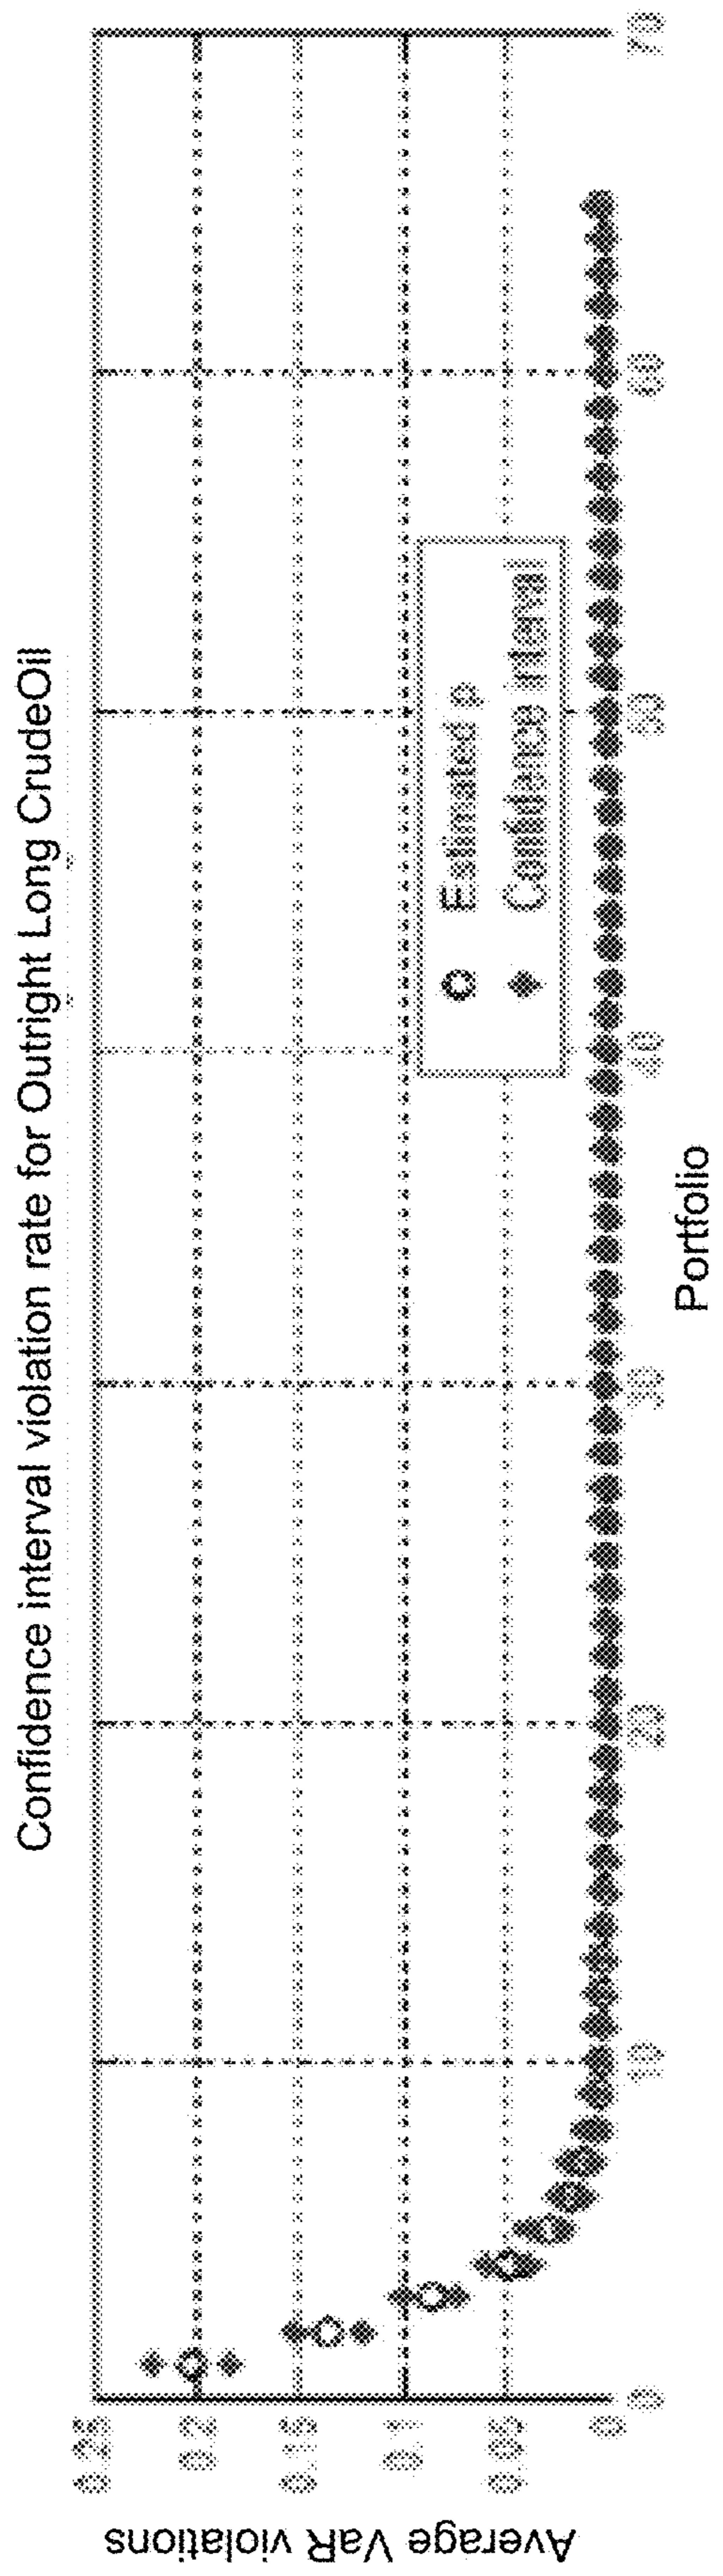 Confidence interval violation rate for Outright Long CrudeOil
Average VaR violations
0.25
0.2
0.15
0.1
0.05
0
0
10
20
30
40
50
60
70
Estimated p
Confidence interval
Portfolio